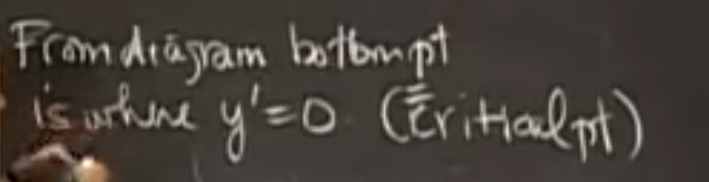 From diagram bottom pt
is where y'=0. (critical pt)